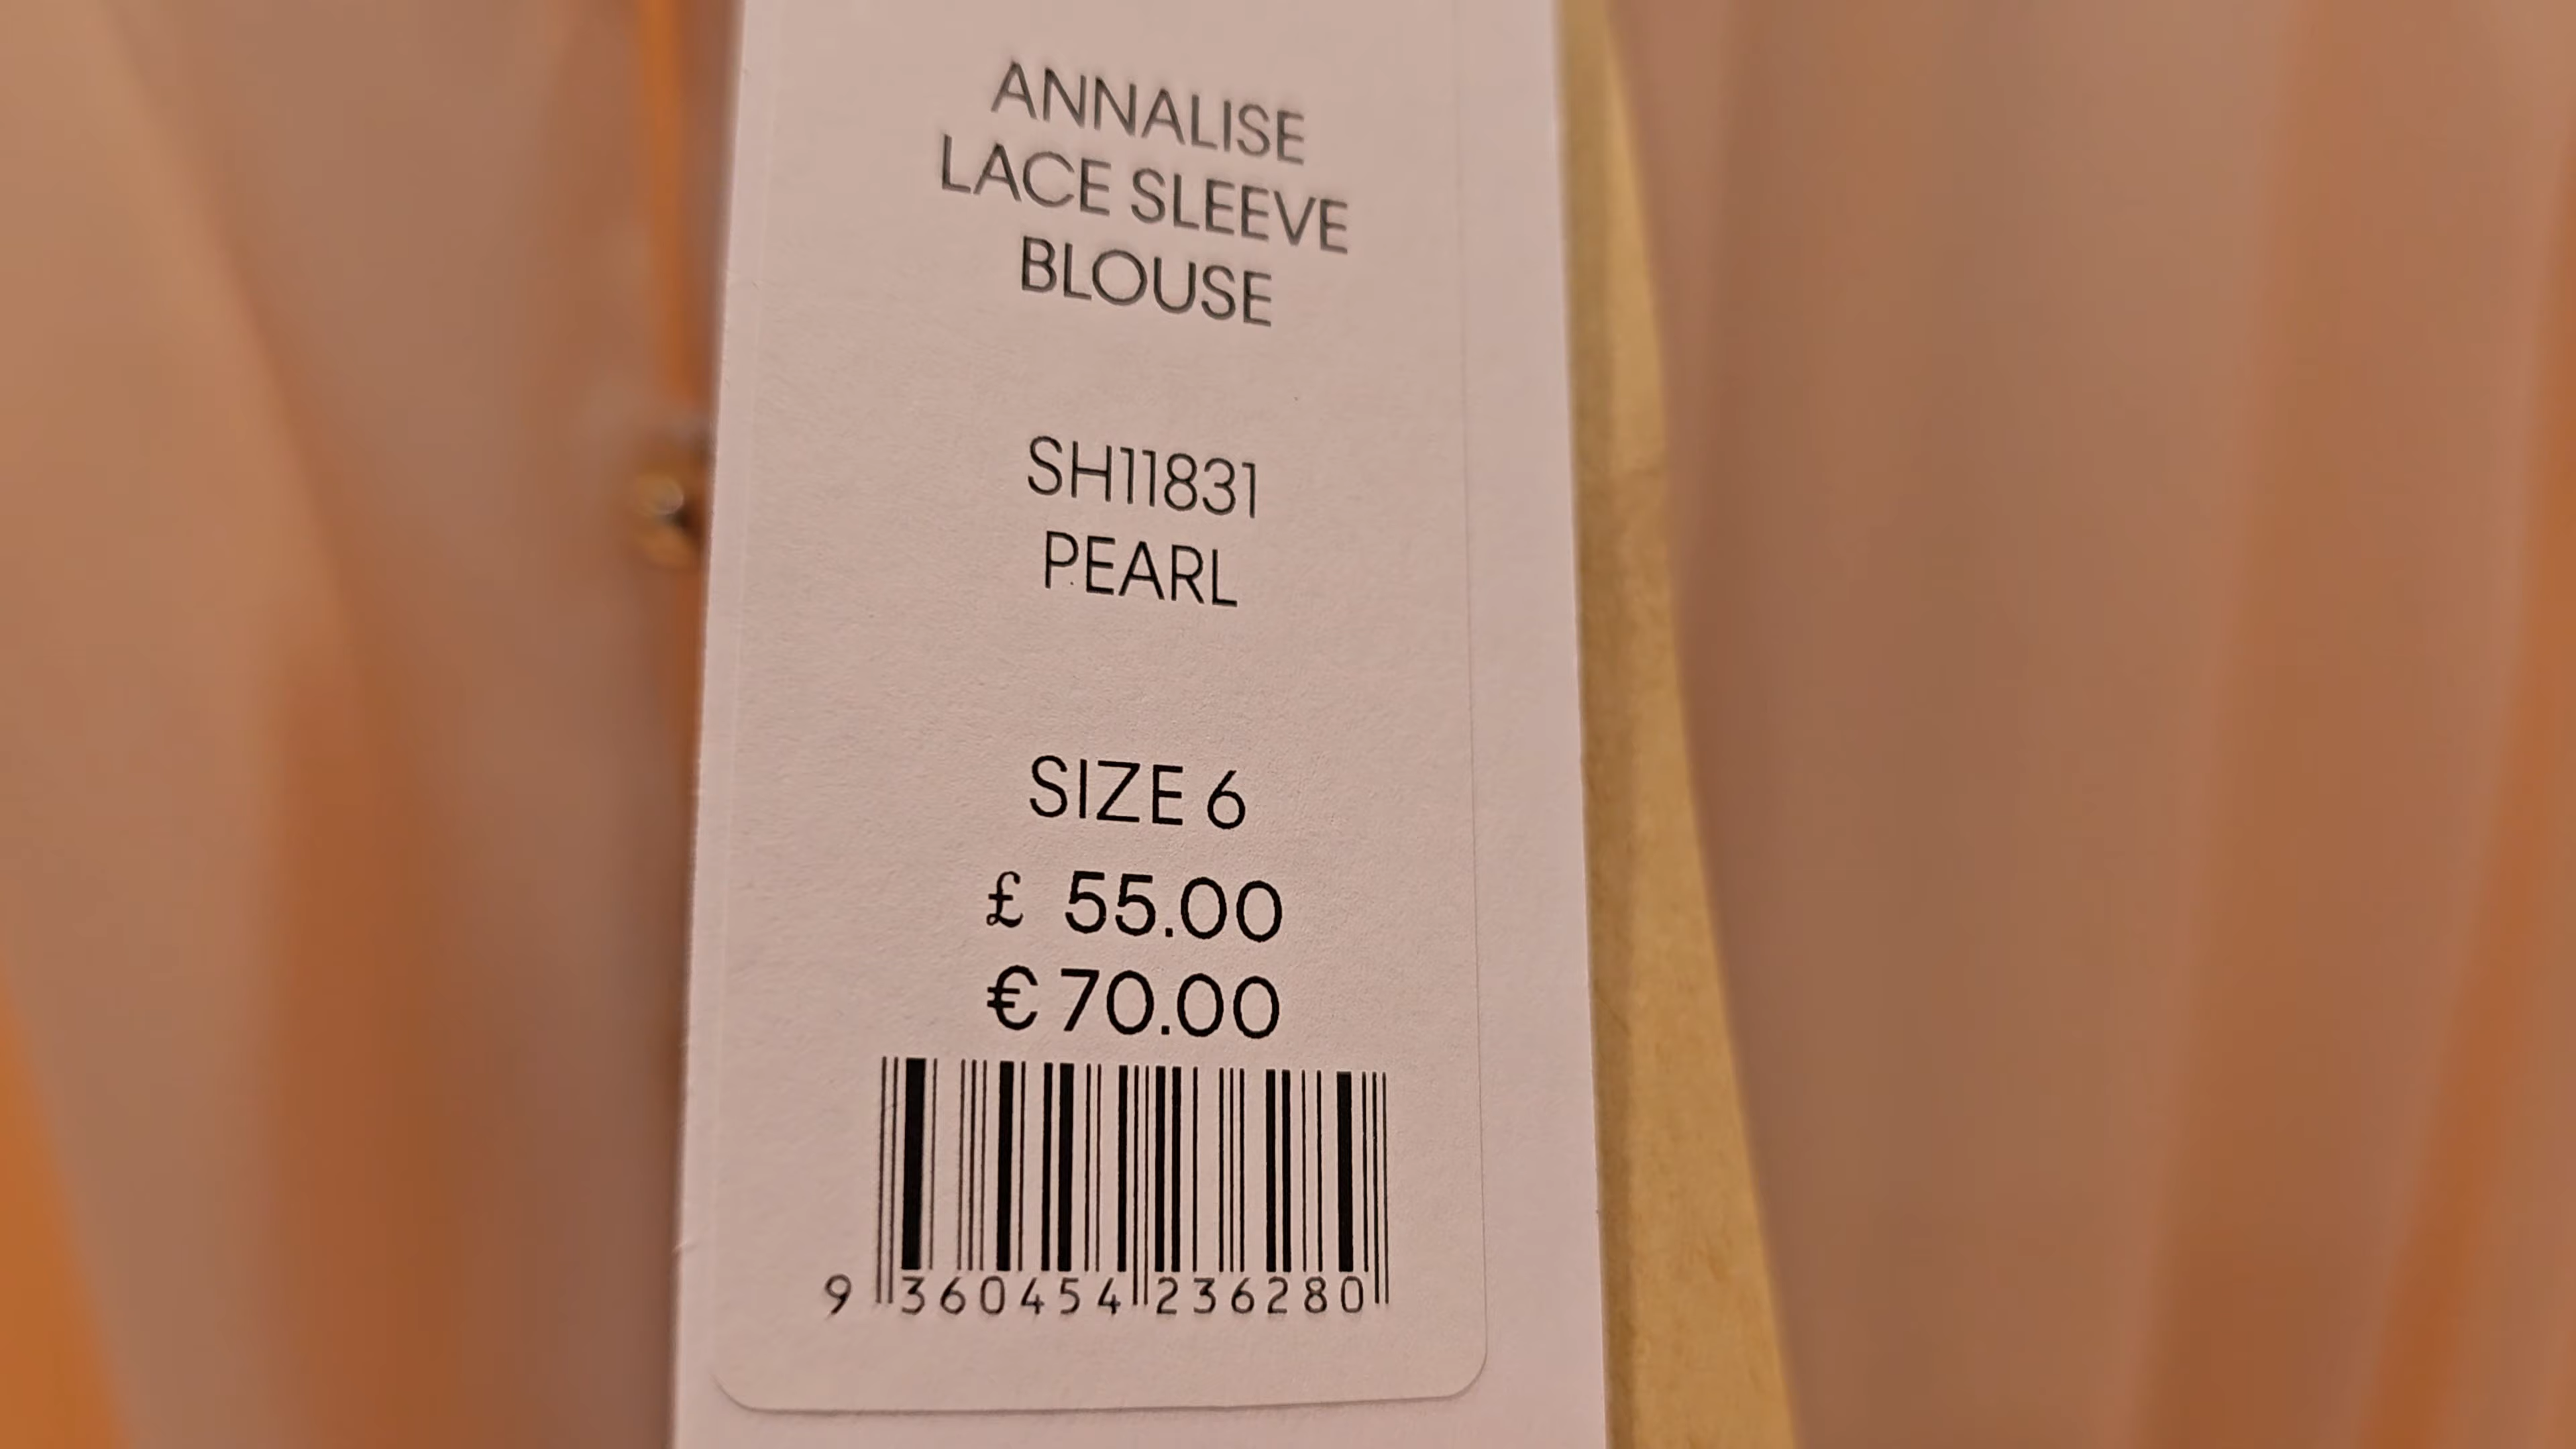 ANNALISE
LACE SLEEVE
BLOUSE
SH11831
PEARL
SIZE 6
£ 55.00
€ 70.00
9 360454 236280